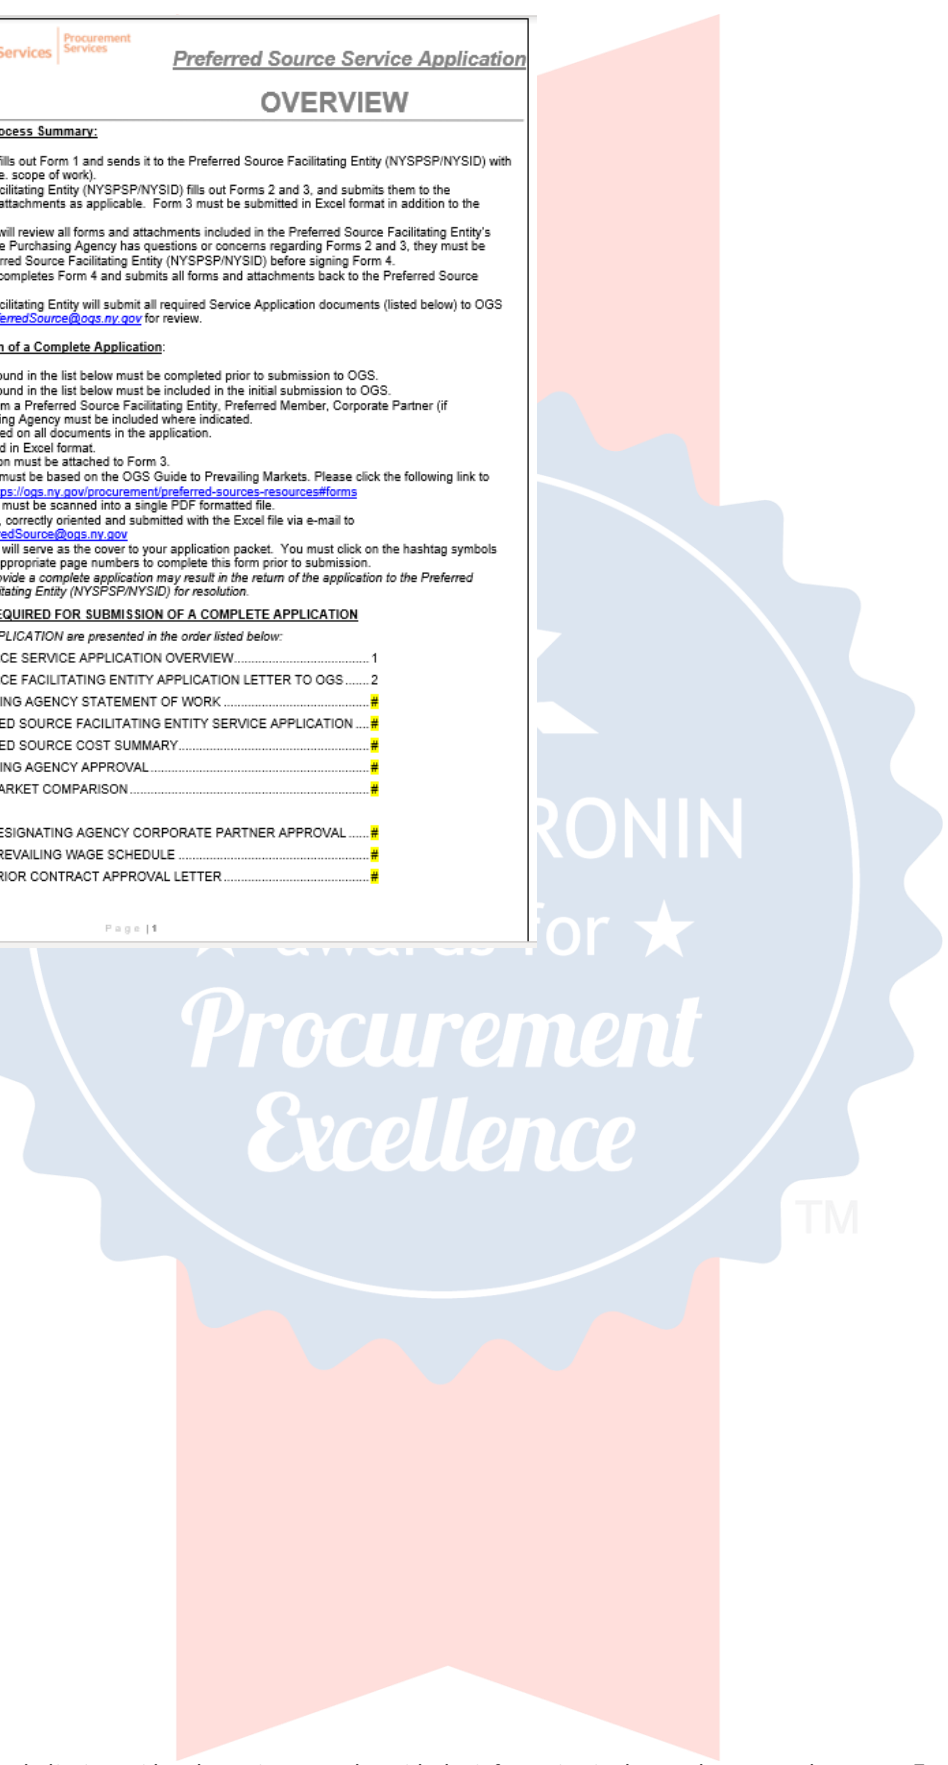 Services
Procurement
Services
Preferred Source Service Application
OVERVIEW
ocess Summary:
fills out Form 1 and sends it to the Preferred Source Facilitating Entity (NYSPSP/NYSID) with
e. scope of work).
cilitating Entity (NYSPSP/NYSID) fills out Forms 2 and 3, and submits them to the
attachments as applicable. Form 3 must be submitted in Excel format in addition to the
will review all forms and attachments included in the Preferred Source Facilitating Entity's
e Purchasing Agency has questions or concerns regarding Forms 2 and 3, they must be
rred Source Facilitating Entity (NYSPSP/NYSID) before signing Form 4.
completes Form 4 and submits all forms and attachments back to the Preferred Source
cilitating Entity will submit all required Service Application documents (listed below) to OGS
erredSource@ogs.ny.gov for review.
n of a Complete Application:
ound in the list below must be completed prior to submission to OGS.
ound in the list below must be included in the initial submission to OGS.
m a Preferred Source Facilitating Entity, Preferred Member, Corporate Partner (if
ing Agency must be included where indicated.
ed on all documents in the application.
d in Excel format.
on must be attached to Form 3.
must be based on the OGS Guide to Prevailing Markets. Please click the following link to
ps://ogs.ny.gov/procurement/preferred-sources-resources#forms
must be scanned into a single PDF formatted file.
, correctly oriented and submitted with the Excel file via e-mail to
redSource@ogs.ny.gov
will serve as the cover to your application packet. You must click on the hashtag symbols
ppropriate page numbers to complete this form prior to submission.
ovide a complete application may result in the return of the application to the Preferred
itating Entity (NYSPSP/NYSID) for resolution.
EQUIRED FOR SUBMISSION OF A COMPLETE APPLICATION
PLICATION are presented in the order listed below:
CE SERVICE APPLICATION OVERVIEW 1
CE FACILITATING ENTITY APPLICATION LETTER TO OGS 2
ING AGENCY STATEMENT OF WORK #
ED SOURCE FACILITATING ENTITY SERVICE APPLICATION #
ED SOURCE COST SUMMARY #
ING AGENCY APPROVAL #
ARKET COMPARISON #
ESIGNATING AGENCY CORPORATE PARTNER APPROVAL #
REVAILING WAGE SCHEDULE #
RIOR CONTRACT APPROVAL LETTER #
Page | 1
RONIN
awards for
Procurement
Excellence
TM